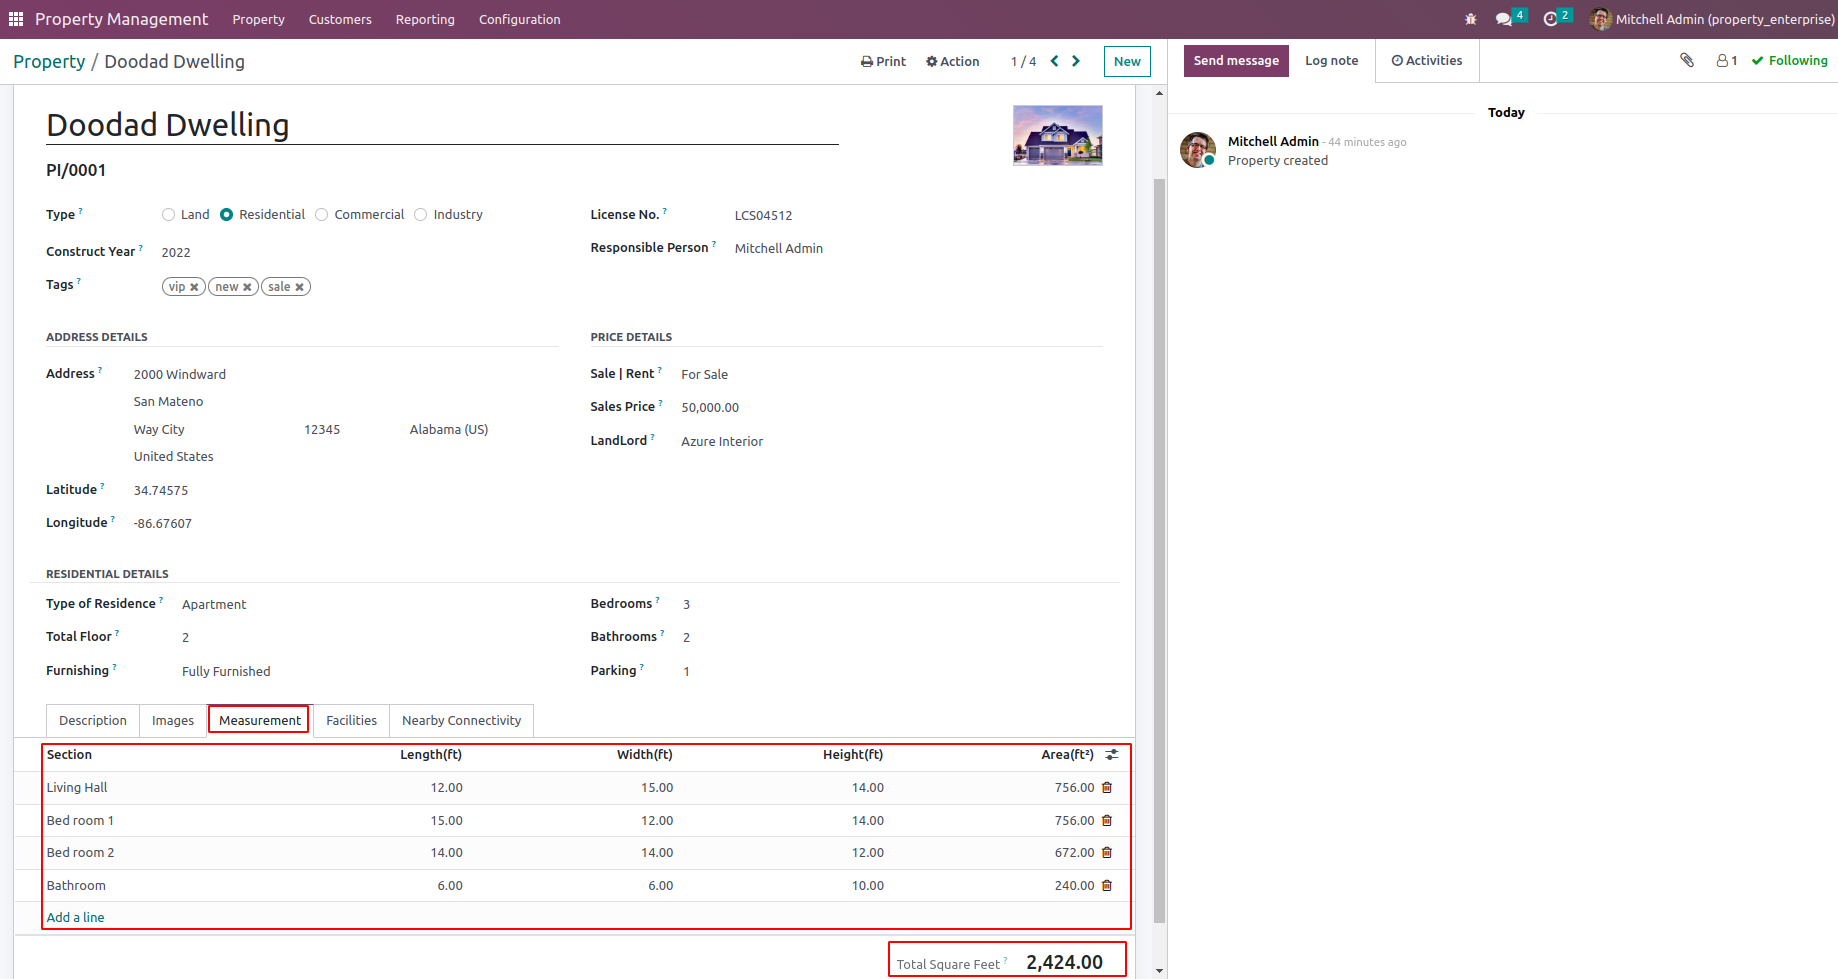 Property Management Property Customers Reporting Configuration 4 2 Mitchell Admin (property_enterprise)
Property / Doodad Dwelling Print Action 1 / 4 New Send message Log note Activities 1 Following
Doodad Dwelling
PI/0001
Type ? Land Residential Commercial Industry
Construct Year ? 2022
Tags ? vip new sale
License No. ? LCS04512
Responsible Person ? Mitchell Admin
ADDRESS DETAILS
Address ? 2000 Windward
San Mateno
Way City 12345 Alabama (US)
United States
Latitude ? 34.74575
Longitude ? -86.67607
PRICE DETAILS
Sale | Rent ? For Sale
Sales Price ? 50,000.00
LandLord ? Azure Interior
RESIDENTIAL DETAILS
Type of Residence ? Apartment
Total Floor ? 2
Furnishing ? Fully Furnished
Bedrooms ? 3
Bathrooms ? 2
Parking ? 1
Description Images Measurement Facilities Nearby Connectivity
Section Length(ft) Width(ft) Height(ft) Area(ft²)
Living Hall 12.00 15.00 14.00 756.00
Bed room 1 15.00 12.00 14.00 756.00
Bed room 2 14.00 14.00 12.00 672.00
Bathroom 6.00 6.00 10.00 240.00
Add a line
Total Square Feet ? 2,424.00
Today
Mitchell Admin - 44 minutes ago
Property created